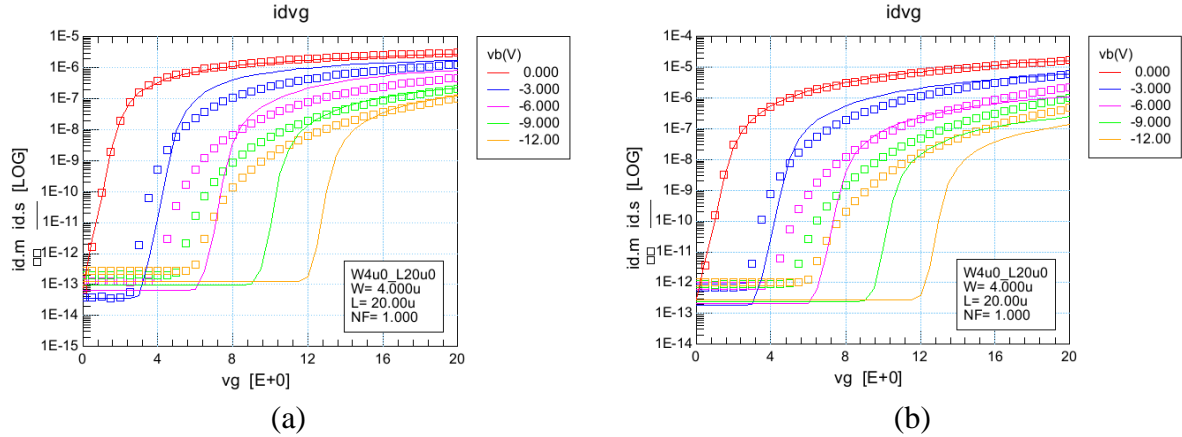 idvg
1E-5
1E-6
1E-7
1E-8
1E-9
1E-10
1E-11
1E-12
1E-13
1E-14
1E-15
id.m id.s [LOG]
0 4 8 12 16 20
vg [E+0]
vb(V)
0.000
-3.000
-6.000
-9.000
-12.00
W4u0_L20u0
W= 4.000u
L= 20.00u
NF= 1.000
(a)
idvg
1E-4
1E-5
1E-6
1E-7
1E-8
1E-9
1E-10
1E-11
1E-12
1E-13
1E-14
id.m id.s [LOG]
0 4 8 12 16 20
vg [E+0]
vb(V)
0.000
-3.000
-6.000
-9.000
-12.00
W4u0_L20u0
W= 4.000u
L= 20.00u
NF= 1.000
(b)